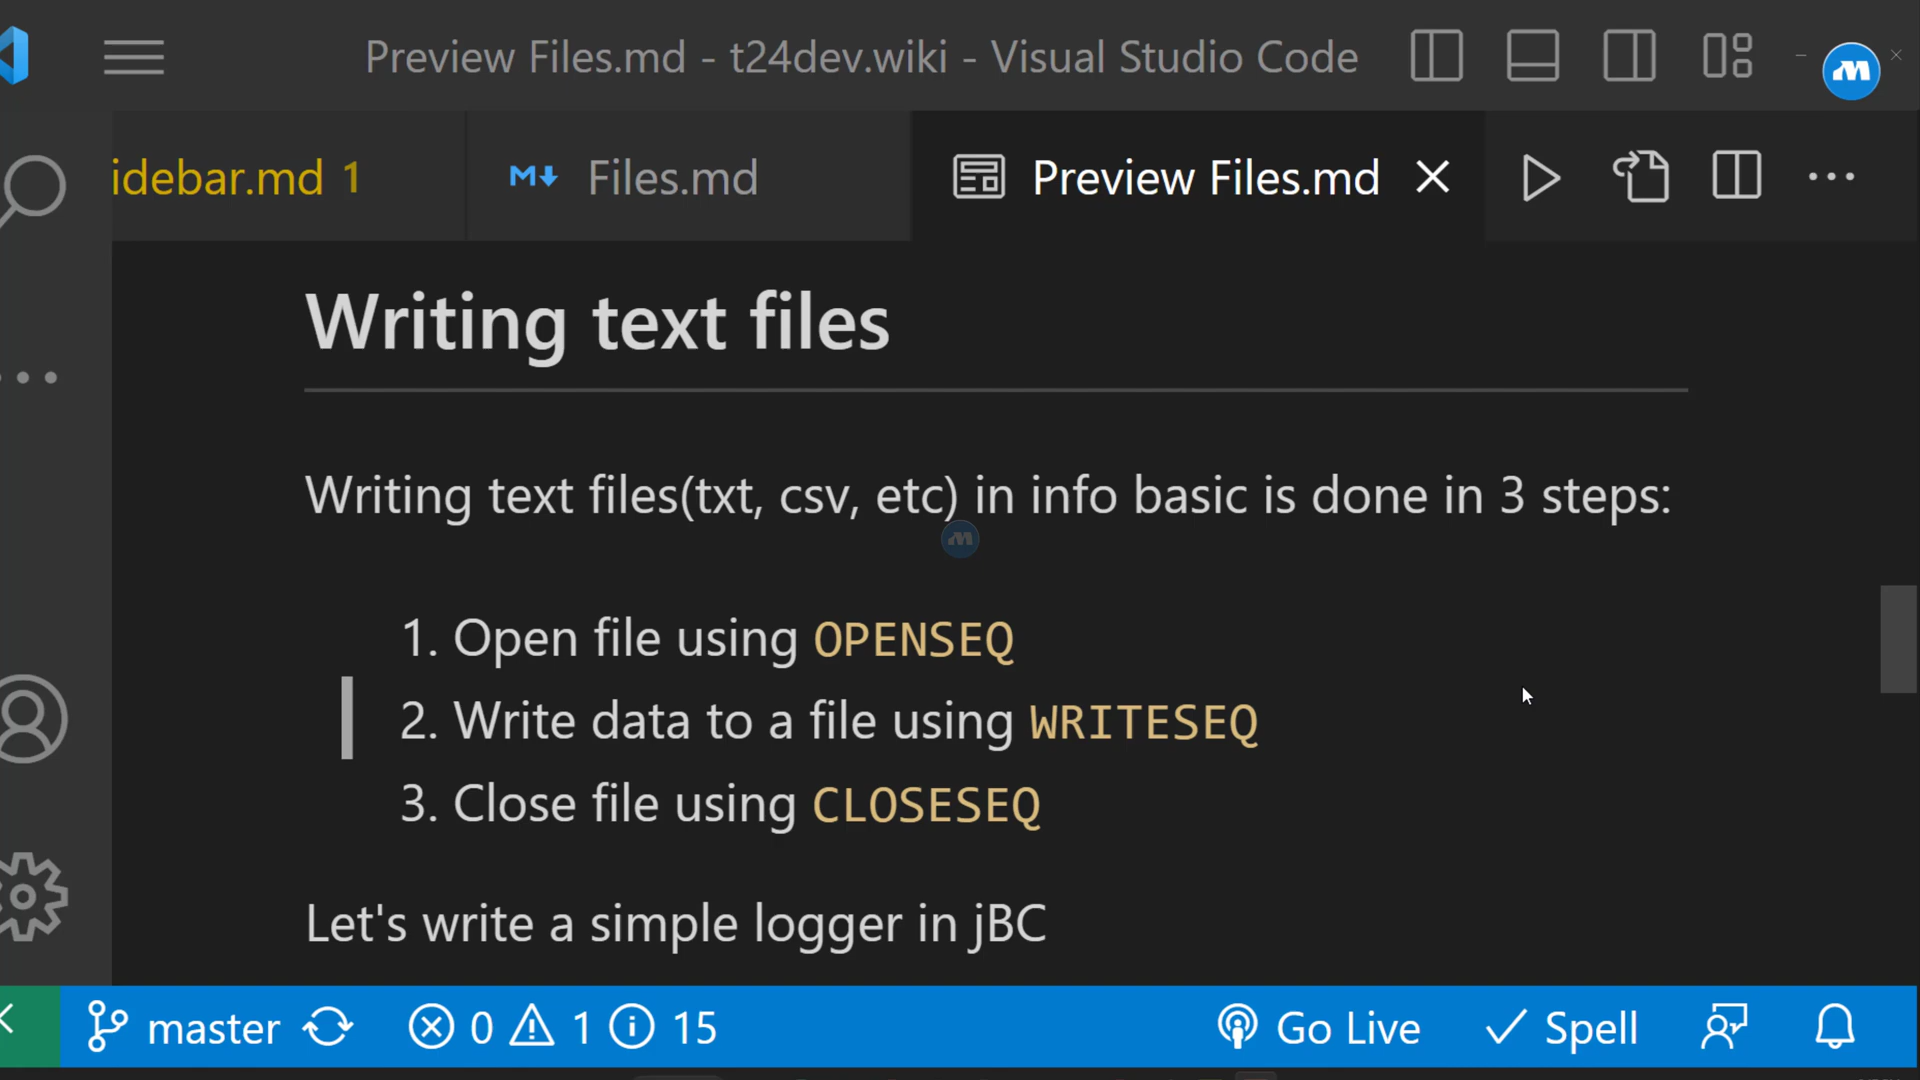 Preview Files.md - t24dev.wiki - Visual Studio Code
idebar.md 1
Files.md
Preview Files.md
Writing text files
Writing text files(txt, csv, etc) in info basic is done in 3 steps:
1. Open file using OPENSEQ
2. Write data to a file using WRITESEQ
3. Close file using CLOSESEQ
Let's write a simple logger in jBC
master 0 1 15 Go Live Spell